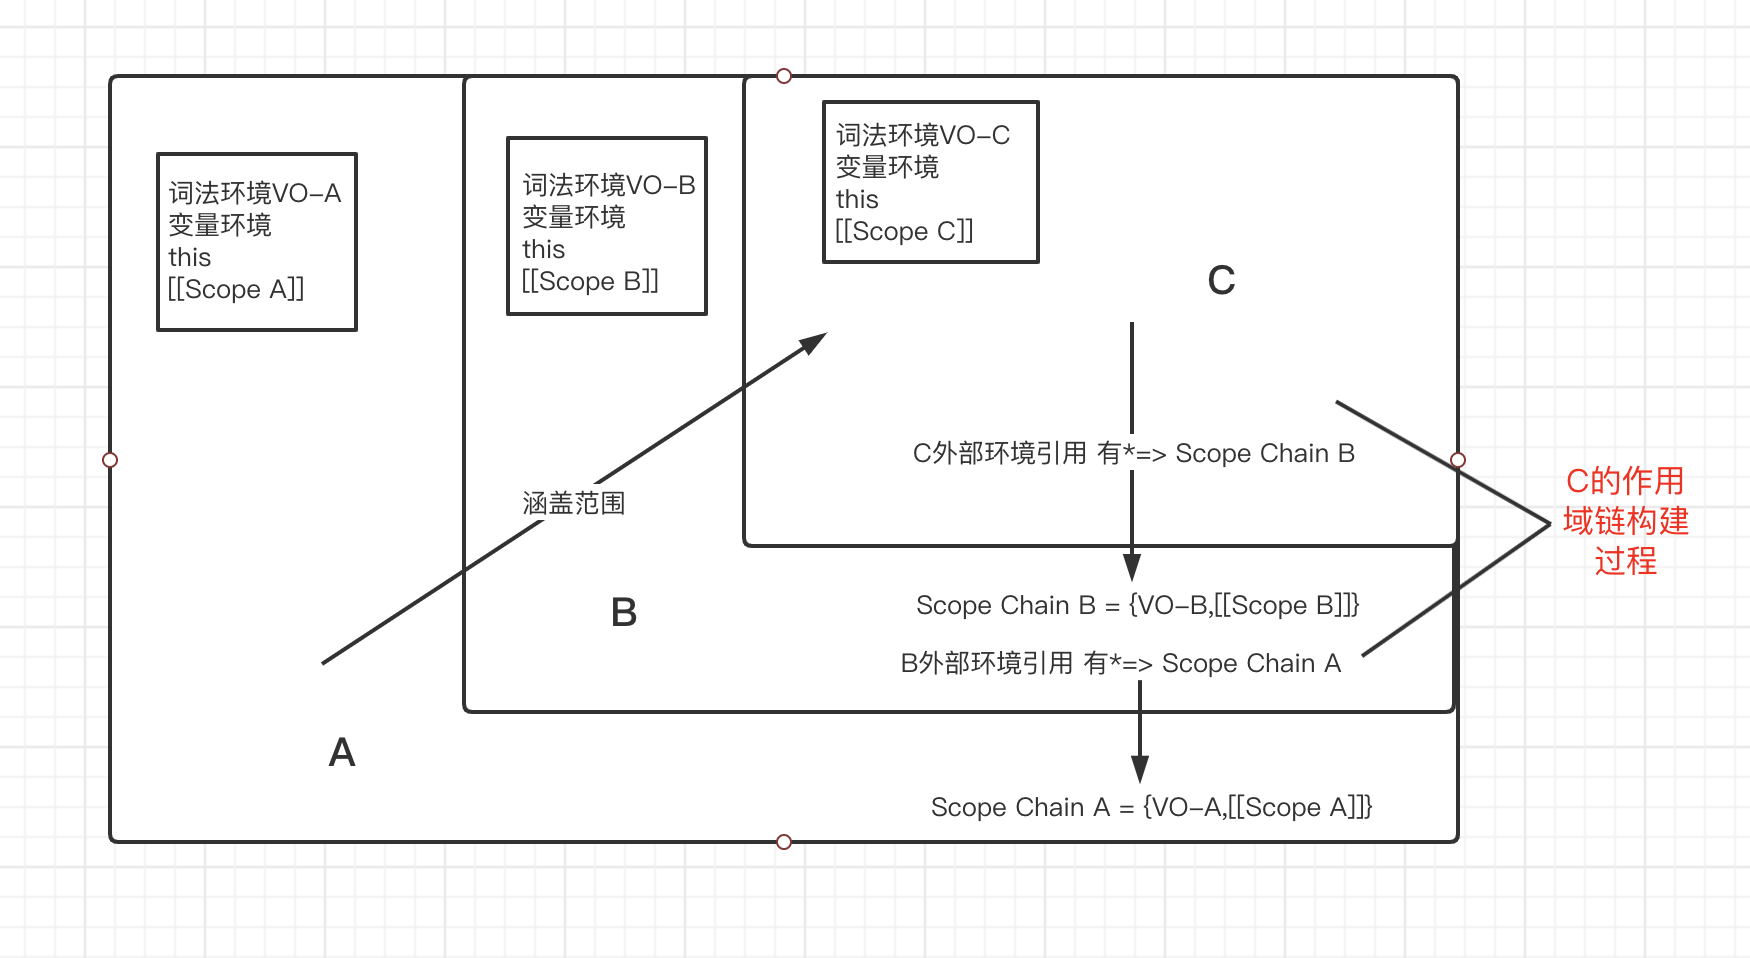 词法环境VO-A
变量环境
this
[[Scope A]]
词法环境VO-B
变量环境
this
[[Scope B]]
词法环境VO-C
变量环境
this
[[Scope C]]
C
C外部环境引用 有*=> Scope Chain B
C的作用
域链构建
过程
涵盖范围
B
Scope Chain B = {VO-B,[[Scope B]]}
B外部环境引用 有*=> Scope Chain A
A
Scope Chain A = {VO-A,[[Scope A]]}